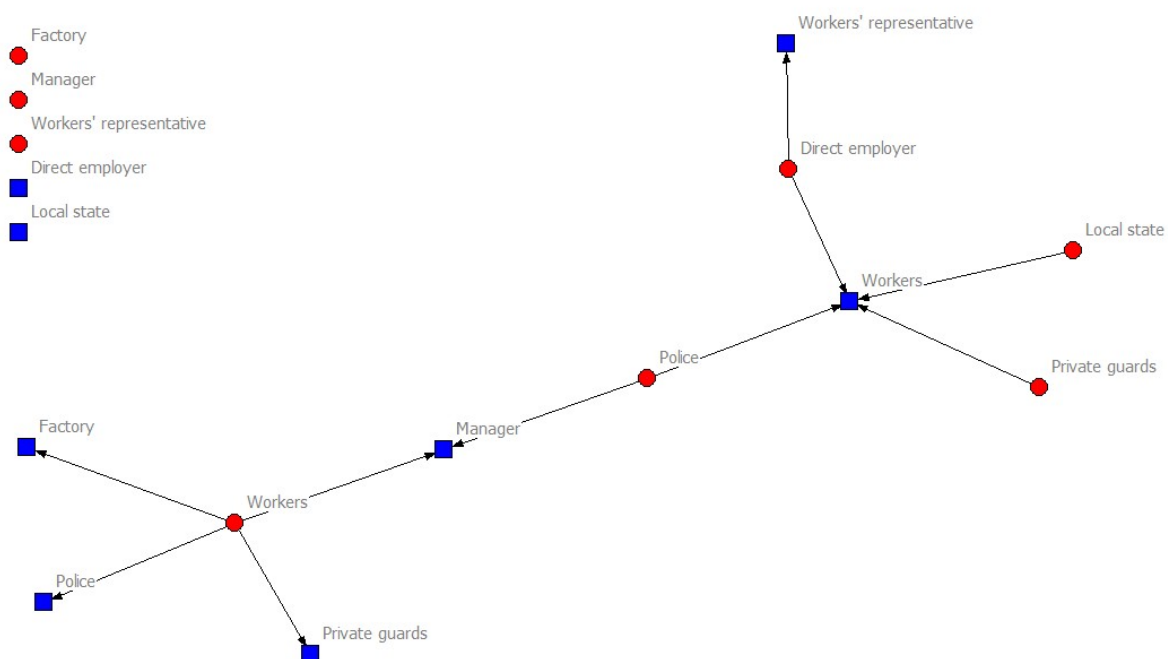 Factory
Manager
Workers' representative
Direct employer
Local state
Workers' representative
Direct employer
Local state
Workers
Police
Private guards
Manager
Factory
Workers
Police
Private guards